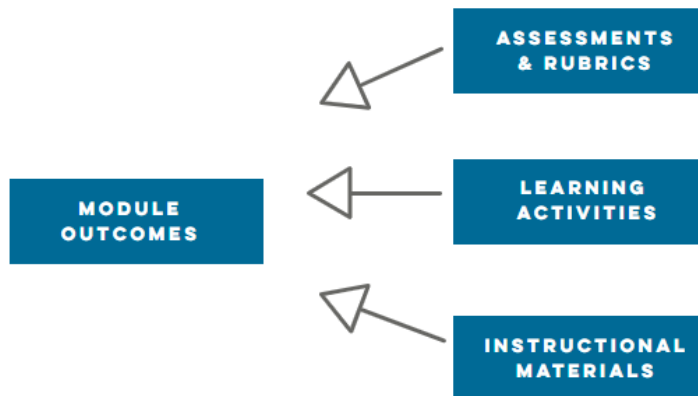 ASSESSMENTS
& RUBRICS
MODULE
OUTCOMES
LEARNING
ACTIVITIES
INSTRUCTIONAL
MATERIALS